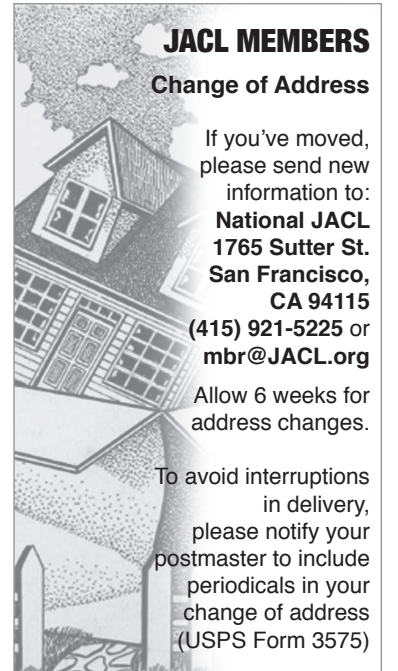 JACL MEMBERS
Change of Address
If you've moved,
please send new
information to:
National JACL
1765 Sutter St.
San Francisco,
CA 94115
(415) 921-5225 or
mbr@JACL.org
Allow 6 weeks for
address changes.
To avoid interruptions
in delivery,
please notify your
postmaster to include
periodicals in your
change of address
(USPS Form 3575)